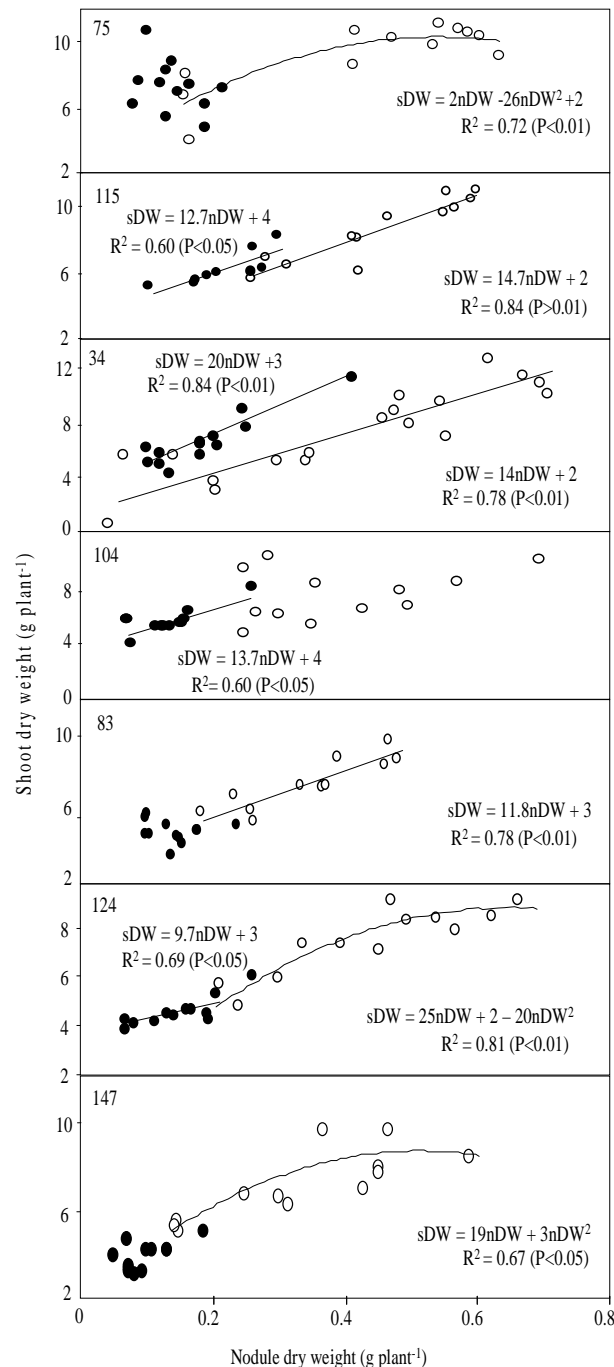 75
10
6
2
sDW = 2nDW -26nDW² +2
R² = 0.72 (P<0.01)
115
10
6
2
sDW = 12.7nDW + 4
R² = 0.60 (P<0.05)
sDW = 14.7nDW + 2
R² = 0.84 (P>0.01)
34
12
8
4
0
sDW = 20nDW +3
R² = 0.84 (P<0.01)
sDW = 14nDW + 2
R² = 0.78 (P<0.01)
104
8
4
0
sDW = 13.7nDW + 4
R²= 0.60 (P<0.05)
83
10
6
2
sDW = 11.8nDW + 3
R² = 0.78 (P<0.01)
124
8
6
4
2
sDW = 9.7nDW + 3
R² = 0.69 (P<0.05)
sDW = 25nDW + 2 – 20nDW²
R² = 0.81 (P<0.01)
147
10
6
2
sDW = 19nDW + 3nDW²
R² = 0.67 (P<0.05)
0 0.2 0.4 0.6 0.8
Nodule dry weight (g plant⁻¹)
Shoot dry weight (g plant⁻¹)